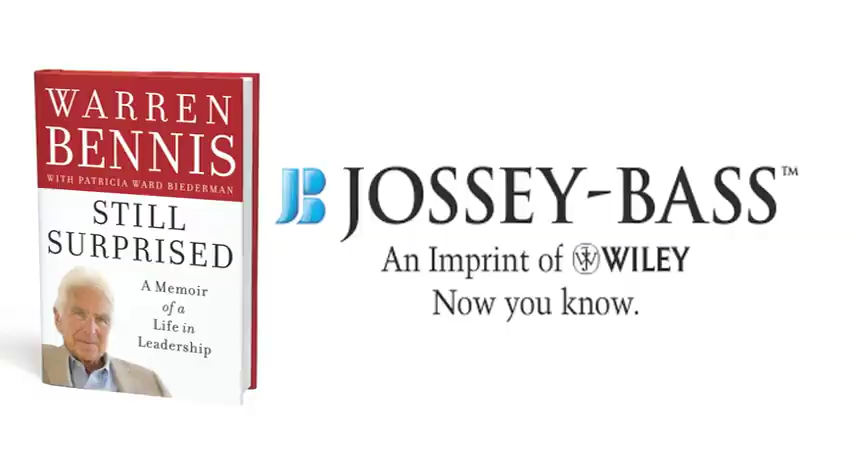 WARREN
BENNIS
WITH PATRICIA WARD BIEDERMAN
STILL
SURPRISED
A Memoir
of a
Life in
Leadership
JB JOSSEY-BASS™
An Imprint of WILEY
Now you know.